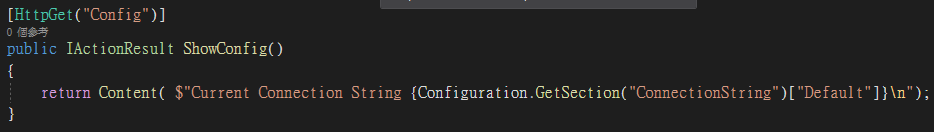 [HttpGet("Config")]
0 個參考
public IActionResult ShowConfig()
{
return Content( $"Current Connection String {Configuration.GetSection("ConnectionString")["Default"]}\n");
}